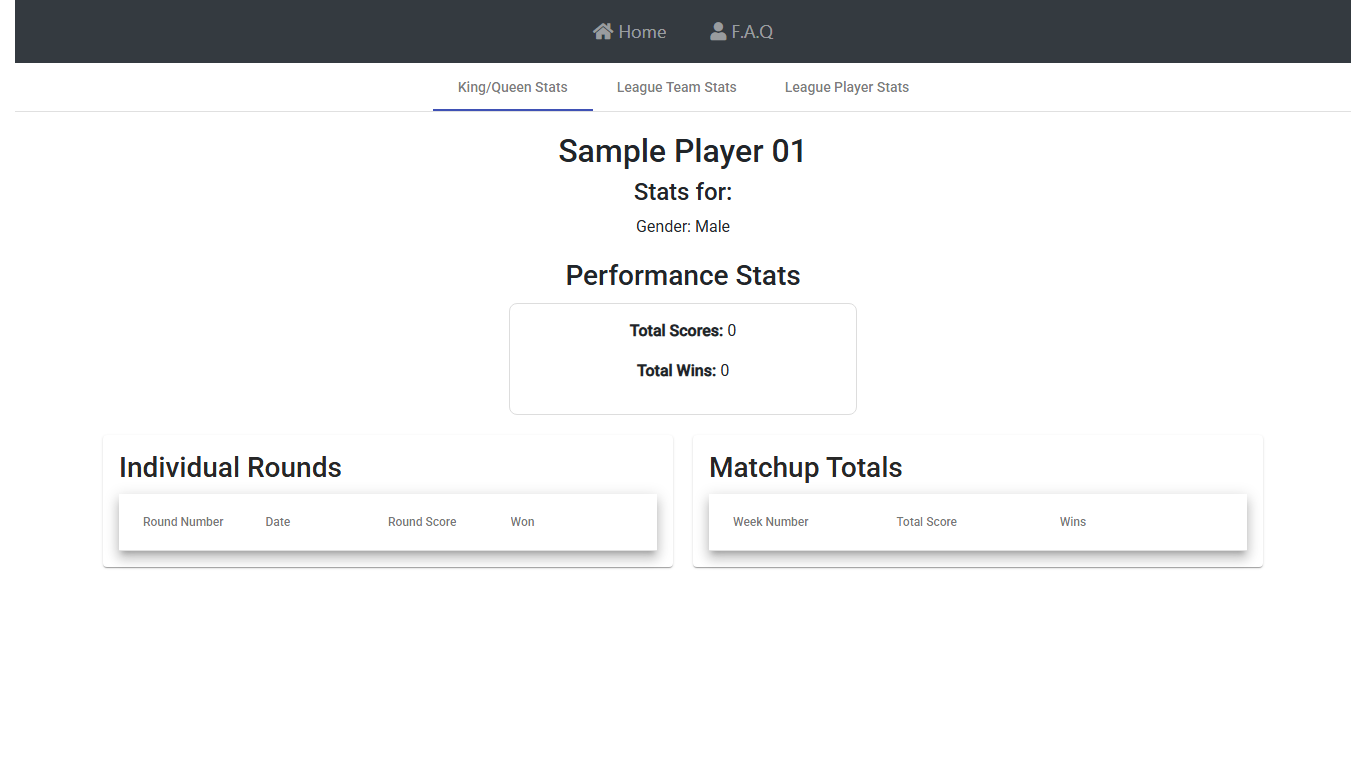 Home F.A.Q
King/Queen Stats League Team Stats League Player Stats
Sample Player 01
Stats for:
Gender: Male
Performance Stats
Total Scores: 0
Total Wins: 0
Individual Rounds
Round Number Date Round Score Won
Matchup Totals
Week Number Total Score Wins